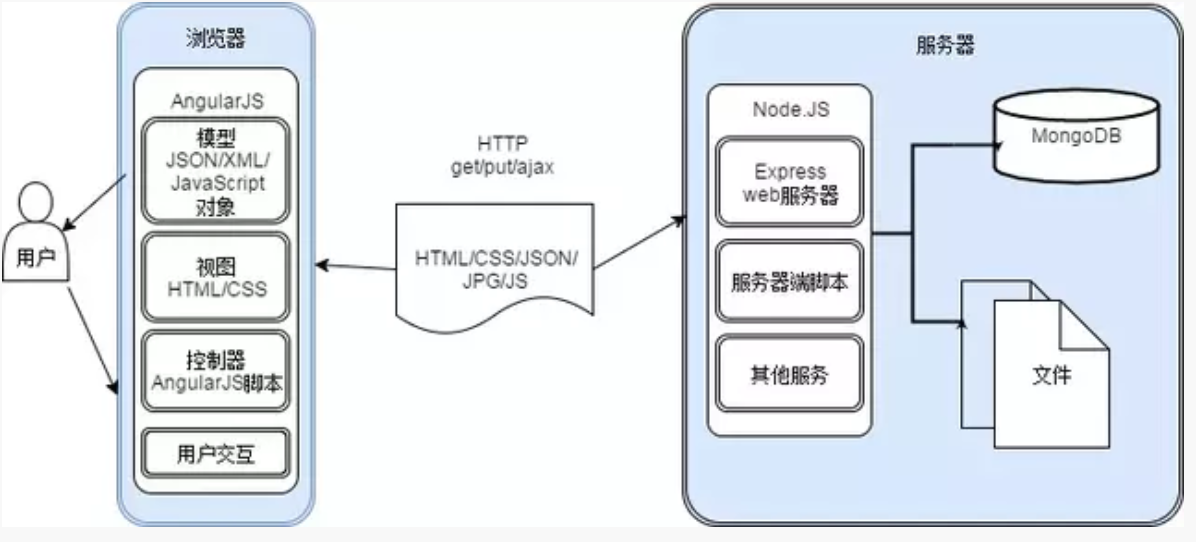 浏览器
AngularJS
模型
JSON/XML/
JavaScript
对象
视图
HTML/CSS
控制器
AngularJS脚本
用户交互
用户
HTTP
get/put/ajax
HTML/CSS/JSON/
JPG/JS
服务器
Node.JS
Express
web服务器
服务器端脚本
其他服务
MongoDB
文件